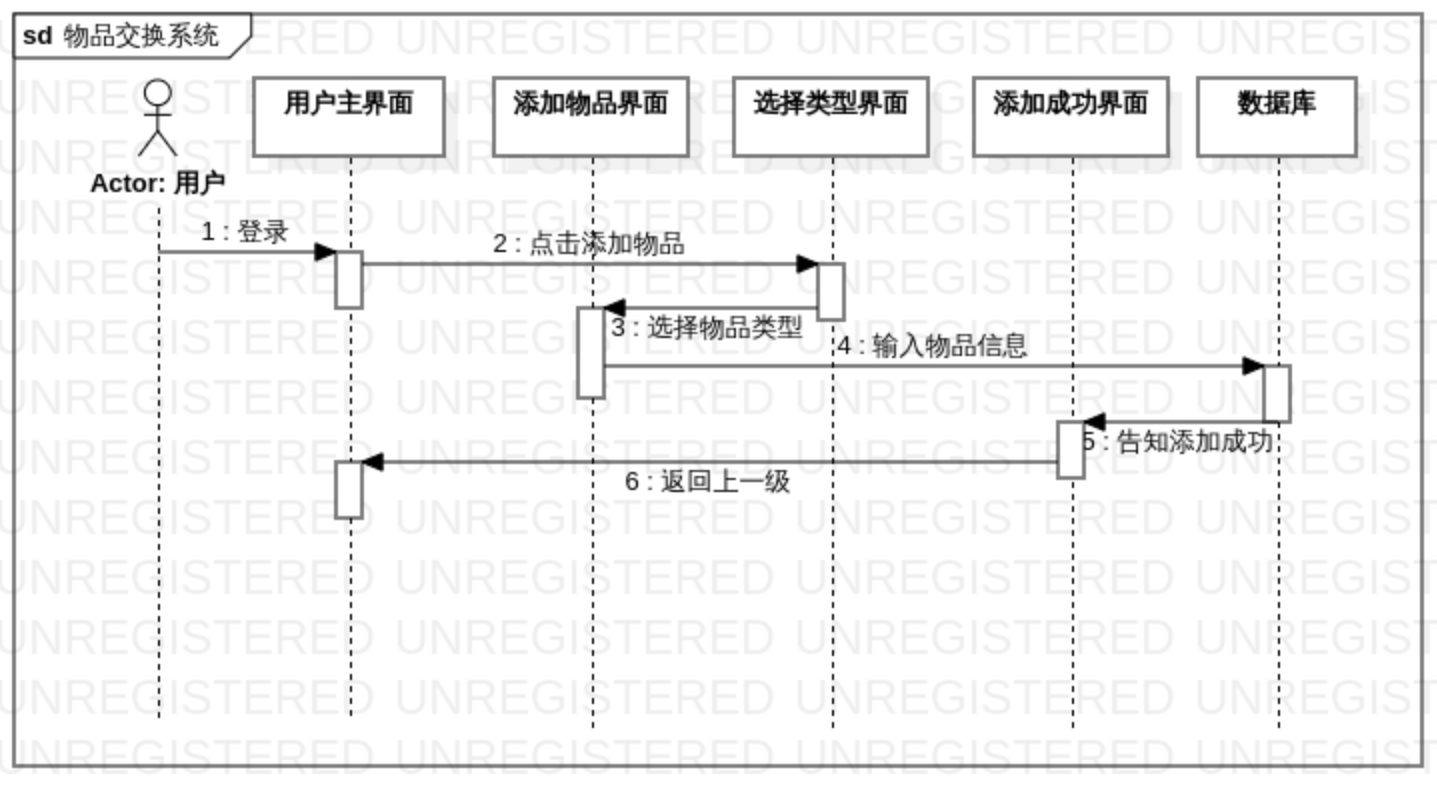 sd 物品交换系统
用户主界面
添加物品界面
选择类型界面
添加成功界面
数据库
Actor: 用户
1 : 登录
2 : 点击添加物品
3 : 选择物品类型
4 : 输入物品信息
5 : 告知添加成功
6 : 返回上一级
UNREGISTERED